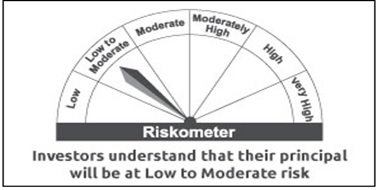 Low
Low to
Moderate
Moderate
Moderately
High
High
very High
Riskometer
Investors understand that their principal
will be at Low to Moderate risk